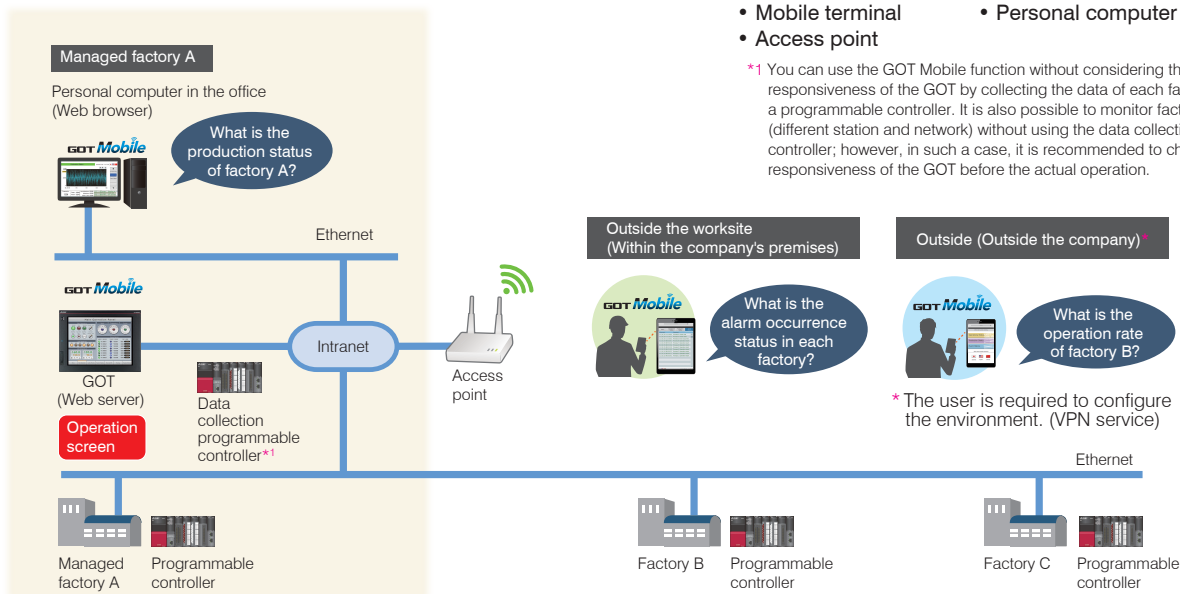 • Mobile terminal
• Personal computer
• Access point
*1 You can use the GOT Mobile function without considering
responsiveness of the GOT by collecting the data of each
a programmable controller. It is also possible to monitor
(different station and network) without using the data
controller; however, in such a case, it is recommended to
responsiveness of the GOT before the actual operation.
Managed factory A
Personal computer in the office
(Web browser)
GOT Mobile
What is the
production status
of factory A?
Ethernet
GOT Mobile
GOT
(Web server)
Operation
screen
Data
collection
programmable
controller*1
Intranet
Access
point
Outside the worksite
(Within the company's premises)
GOT Mobile
What is the
alarm occurrence
status in each
factory?
Outside (Outside the company)*
GOT Mobile
What is the
operation rate
of factory B?
* The user is required to configure
the environment. (VPN service)
Ethernet
Managed
factory A
Programmable
controller
Factory B
Programmable
controller
Factory C
Programmable
controller